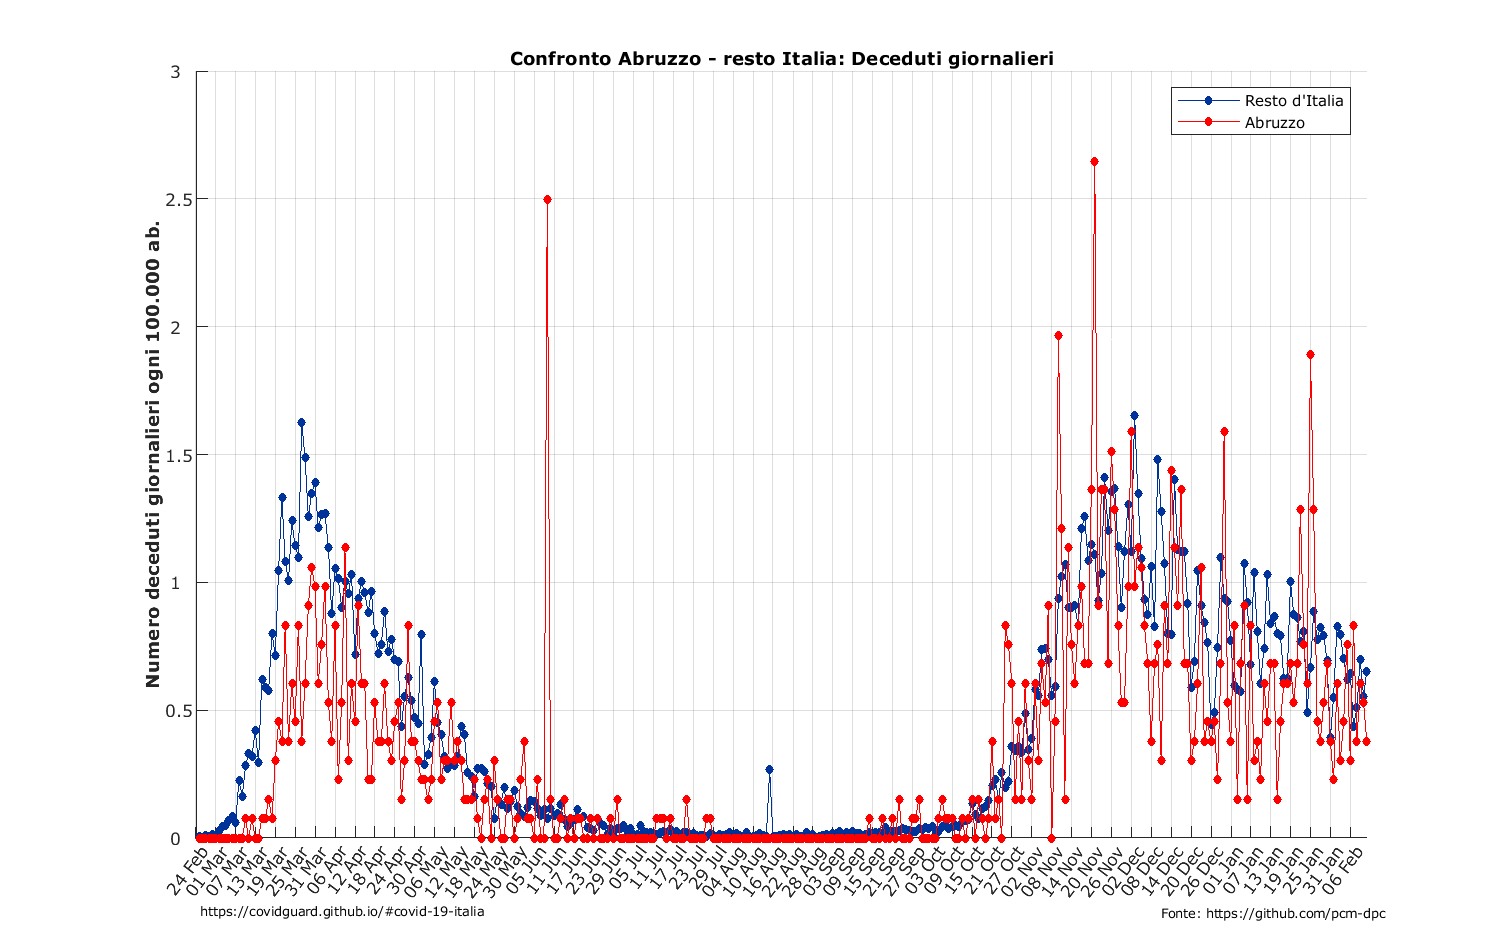 Confronto Abruzzo - resto Italia: Deceduti giornalieri
Resto d'Italia
Abruzzo
Numero deceduti giornalieri ogni 100.000 ab.
3
2.5
2
1.5
1
0.5
0
24 Feb
01 Mar
07 Mar
13 Mar
19 Mar
25 Mar
31 Mar
06 Apr
12 Apr
18 Apr
24 Apr
30 Apr
06 May
12 May
18 May
24 May
30 May
05 Jun
11 Jun
17 Jun
23 Jun
29 Jun
05 Jul
11 Jul
17 Jul
23 Jul
29 Jul
04 Aug
10 Aug
16 Aug
22 Aug
28 Aug
03 Sep
09 Sep
15 Sep
21 Sep
27 Sep
03 Oct
09 Oct
15 Oct
21 Oct
27 Oct
02 Nov
08 Nov
14 Nov
20 Nov
26 Nov
02 Dec
08 Dec
14 Dec
20 Dec
26 Dec
01 Jan
07 Jan
13 Jan
19 Jan
25 Jan
31 Jan
06 Feb
https://covidguard.github.io/#covid-19-italia
Fonte: https://github.com/pcm-dpc